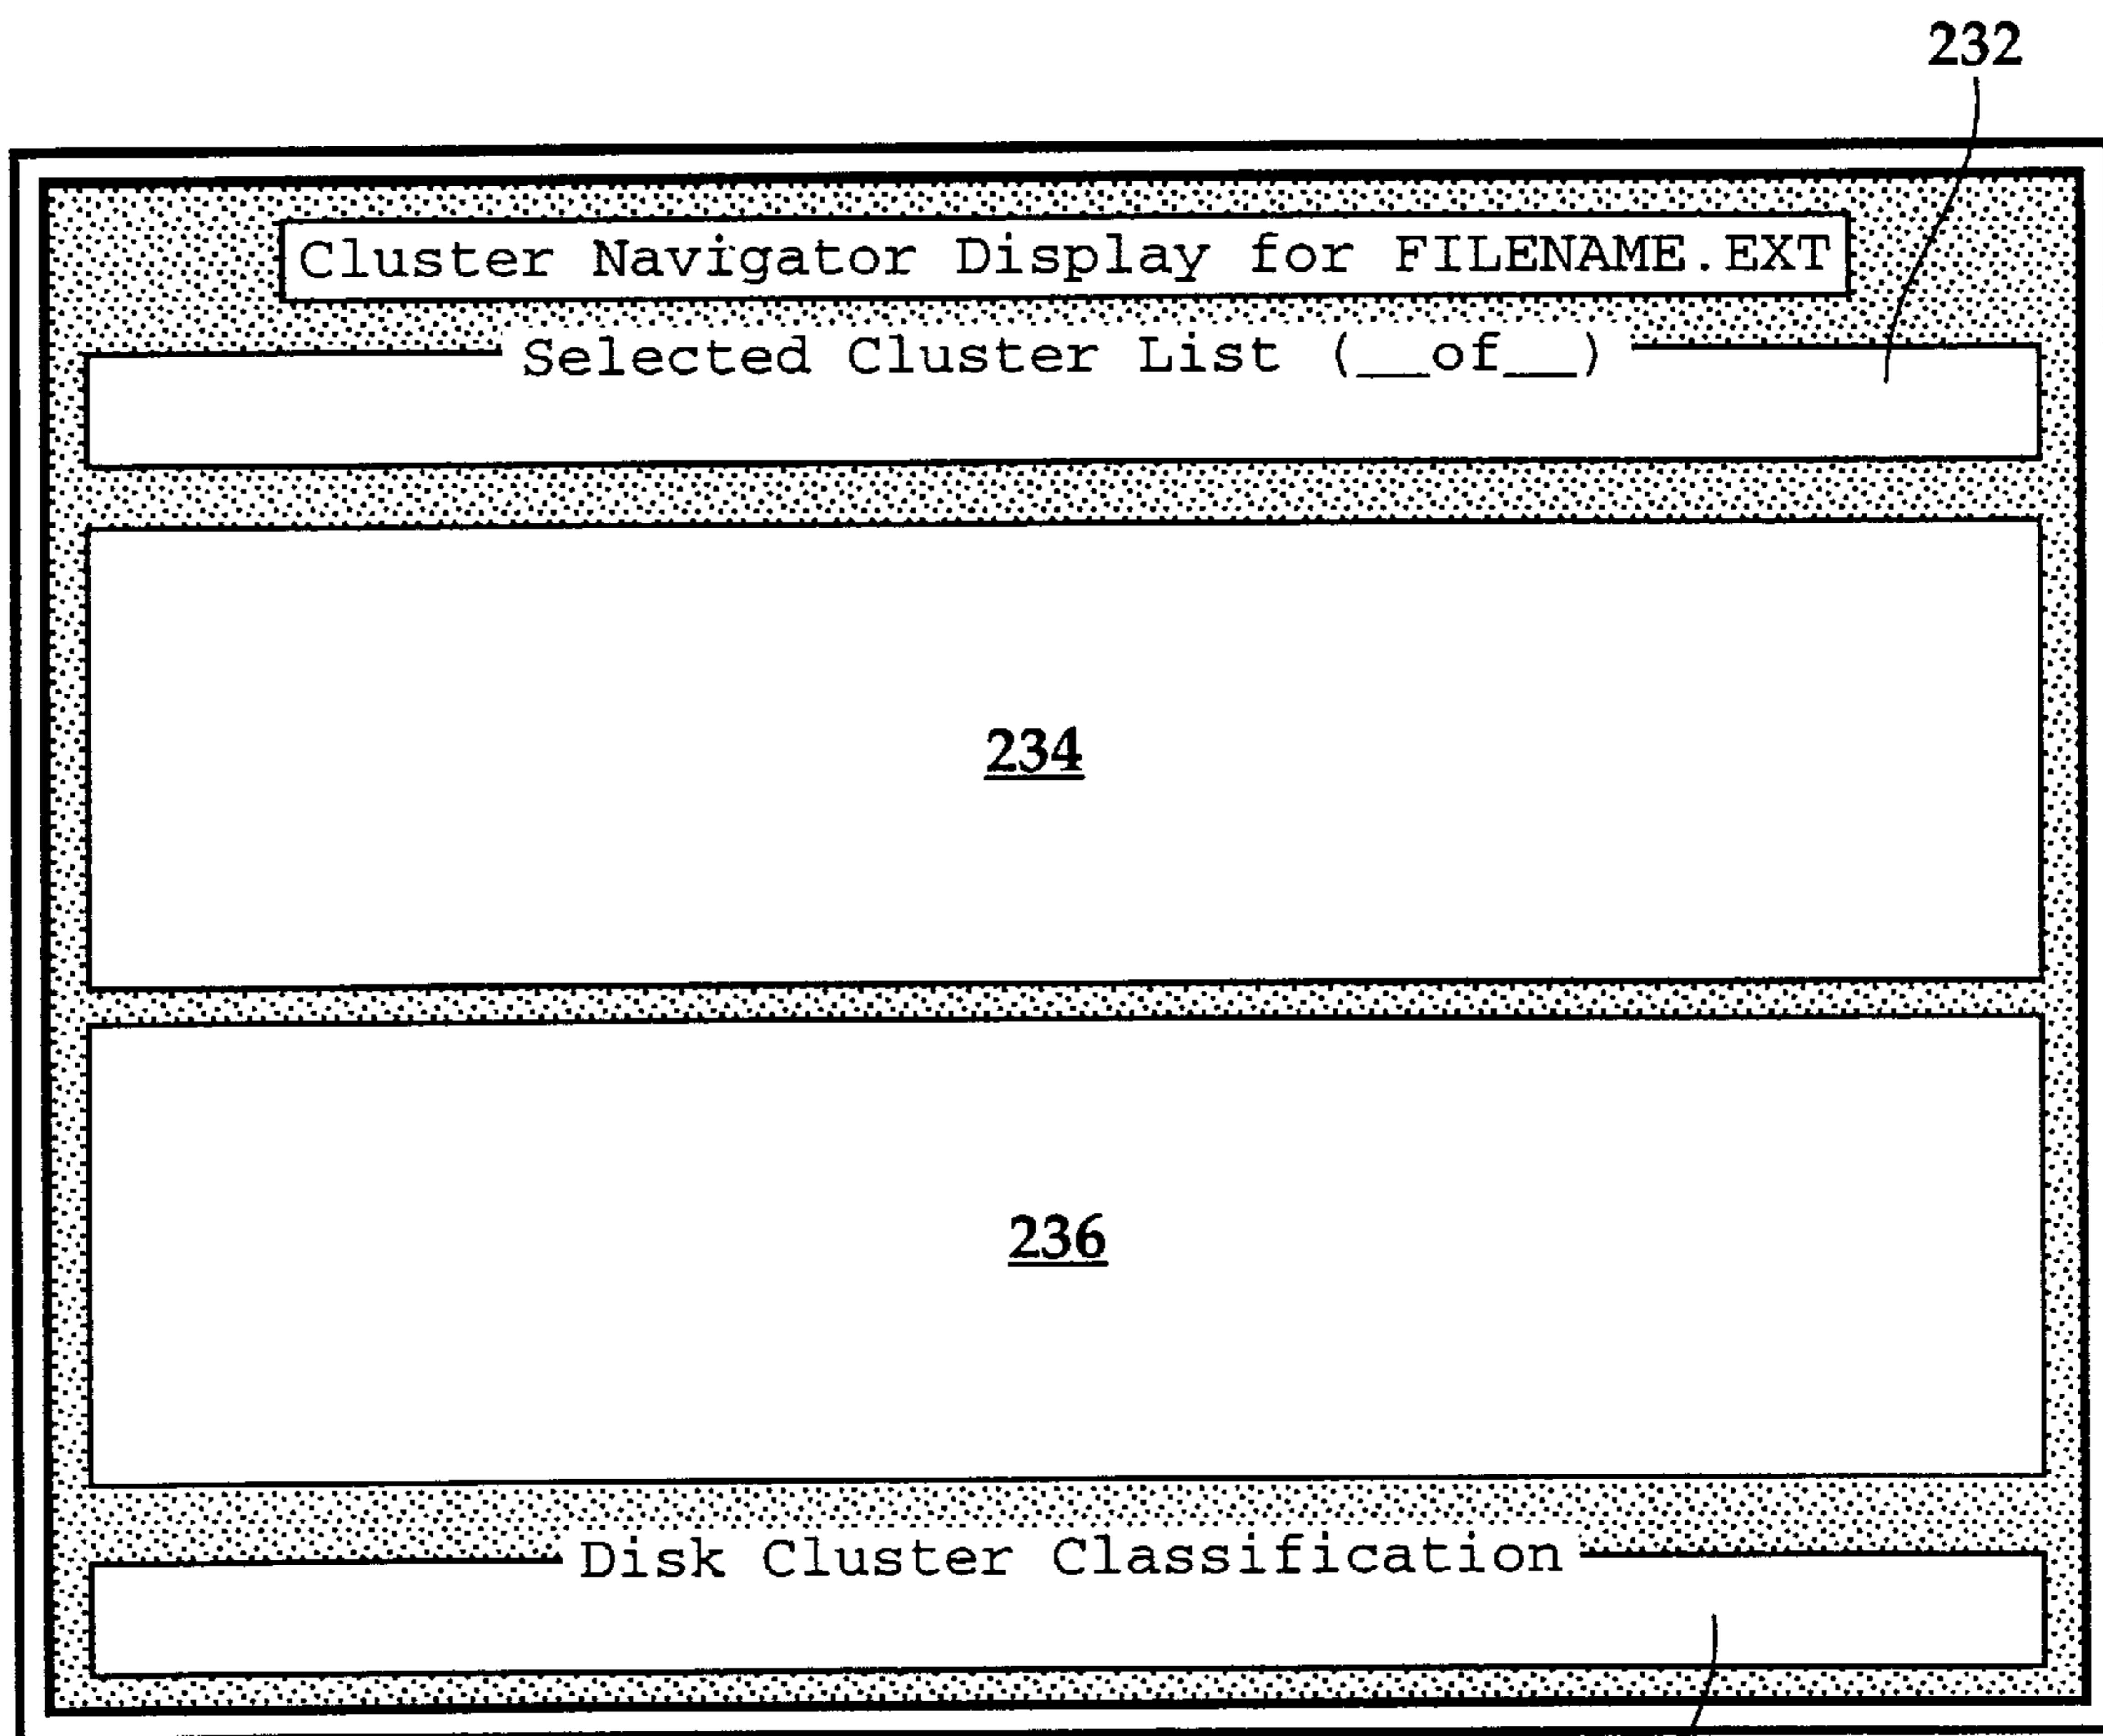 232
Cluster Navigator Display for FILENAME.EXT
Selected Cluster List (__of__)
234
236
Disk Cluster Classification